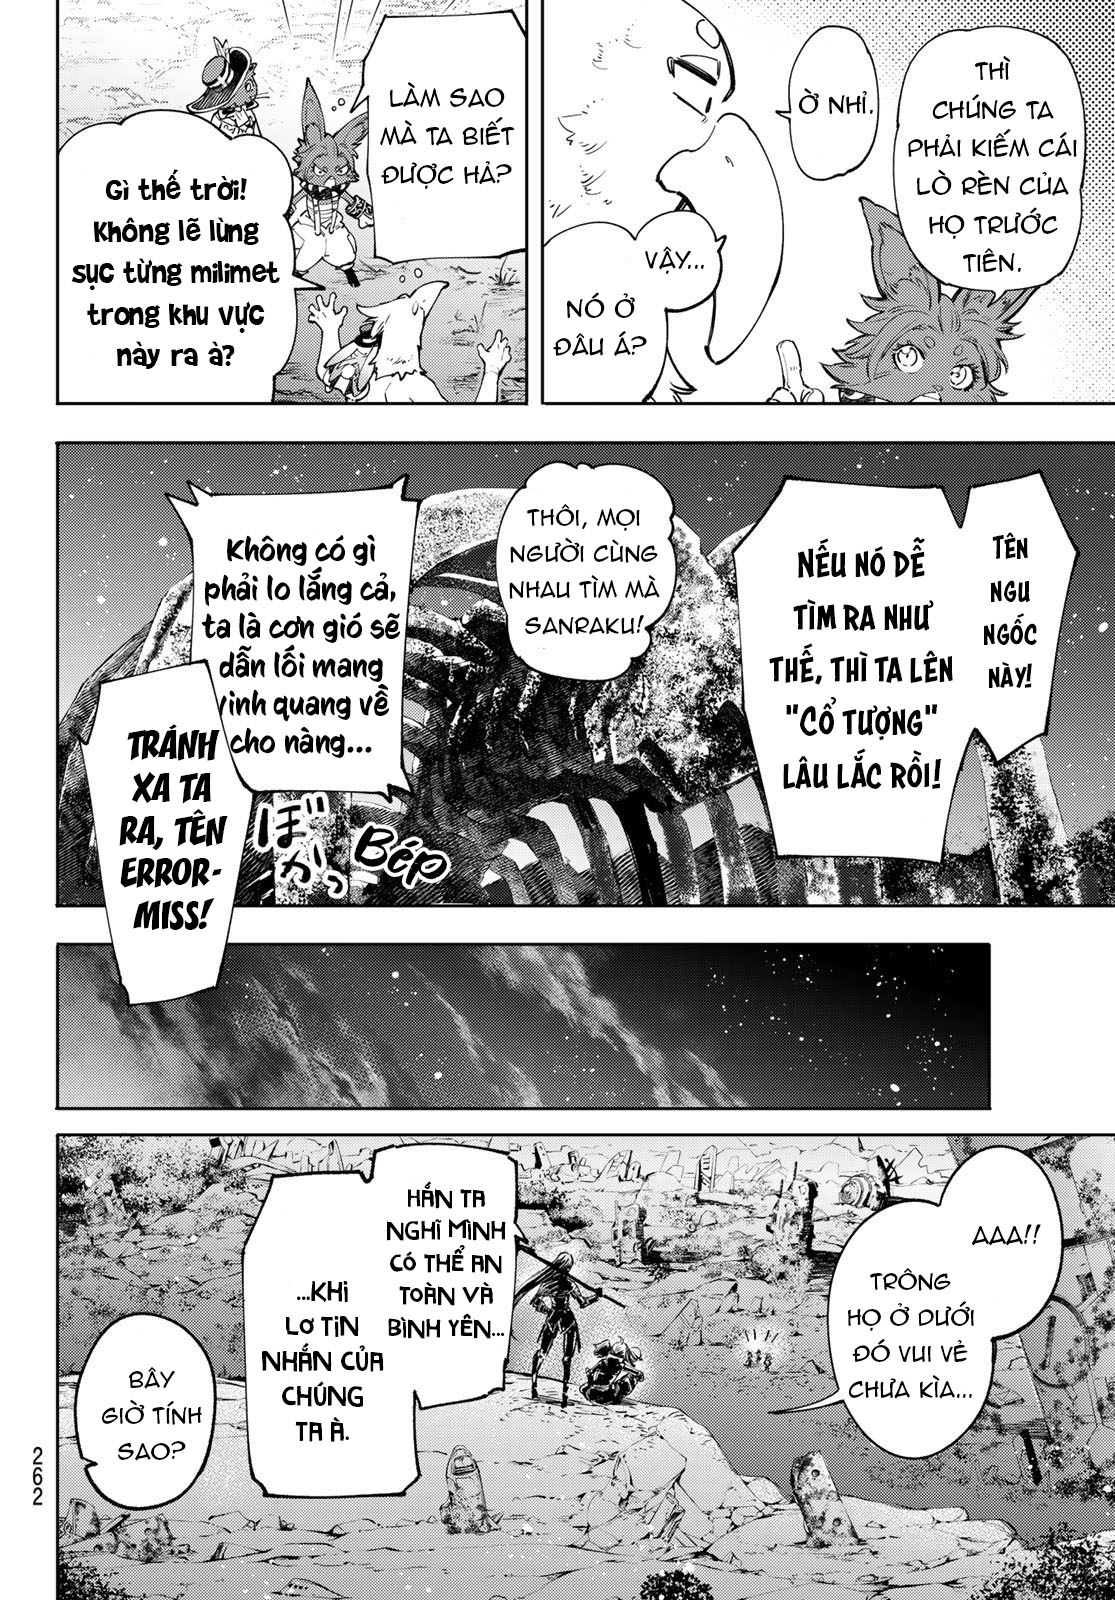 THÌ
CHÚNG TA
PHẢI KIẾM CÁI
LÒ RÈN CỦA
HỌ TRƯỚC
TIÊN.
Ờ NHỈ.
VẬY...
NÓ Ở
ĐÂU Á?
LÀM SAO
MÀ TA BIẾT
ĐƯỢC HẢ?
Gì thế trời!
Không lẽ lùng
sục từng milimet
trong khu vực
này ra à?
TÊN
NGU
NGỐC
NÀY!
NẾU NÓ DỄ
TÌM RA NHƯ
THẾ, THÌ TA LÊN
"CỔ TƯỢNG"
LÂU LẮC RỒI!
THÔI, MỌI
NGƯỜI CÙNG
NHAU TÌM MÀ
SANRAKU!
Không có gì
phải lo lắng cả,
ta là cơn gió sẽ
dẫn lối mang
vinh quang về
cho nàng...
TRÁNH
XA TA
RA, TÊN
ERROR-
MISS!
ぼ
かっ
Bép
AAA!!
TRÔNG
HỌ Ở DƯỚI
ĐÓ VUI VẺ
CHƯA KÌA...
HẮN TA
NGHĨ MÌNH
CÓ THỂ AN
TOÀN VÀ
BÌNH YÊN...
...KHI
LƠ TIN
NHẮN CỦA
CHÚNG
TA À.
BÂY
GIỜ TÍNH
SAO?
262